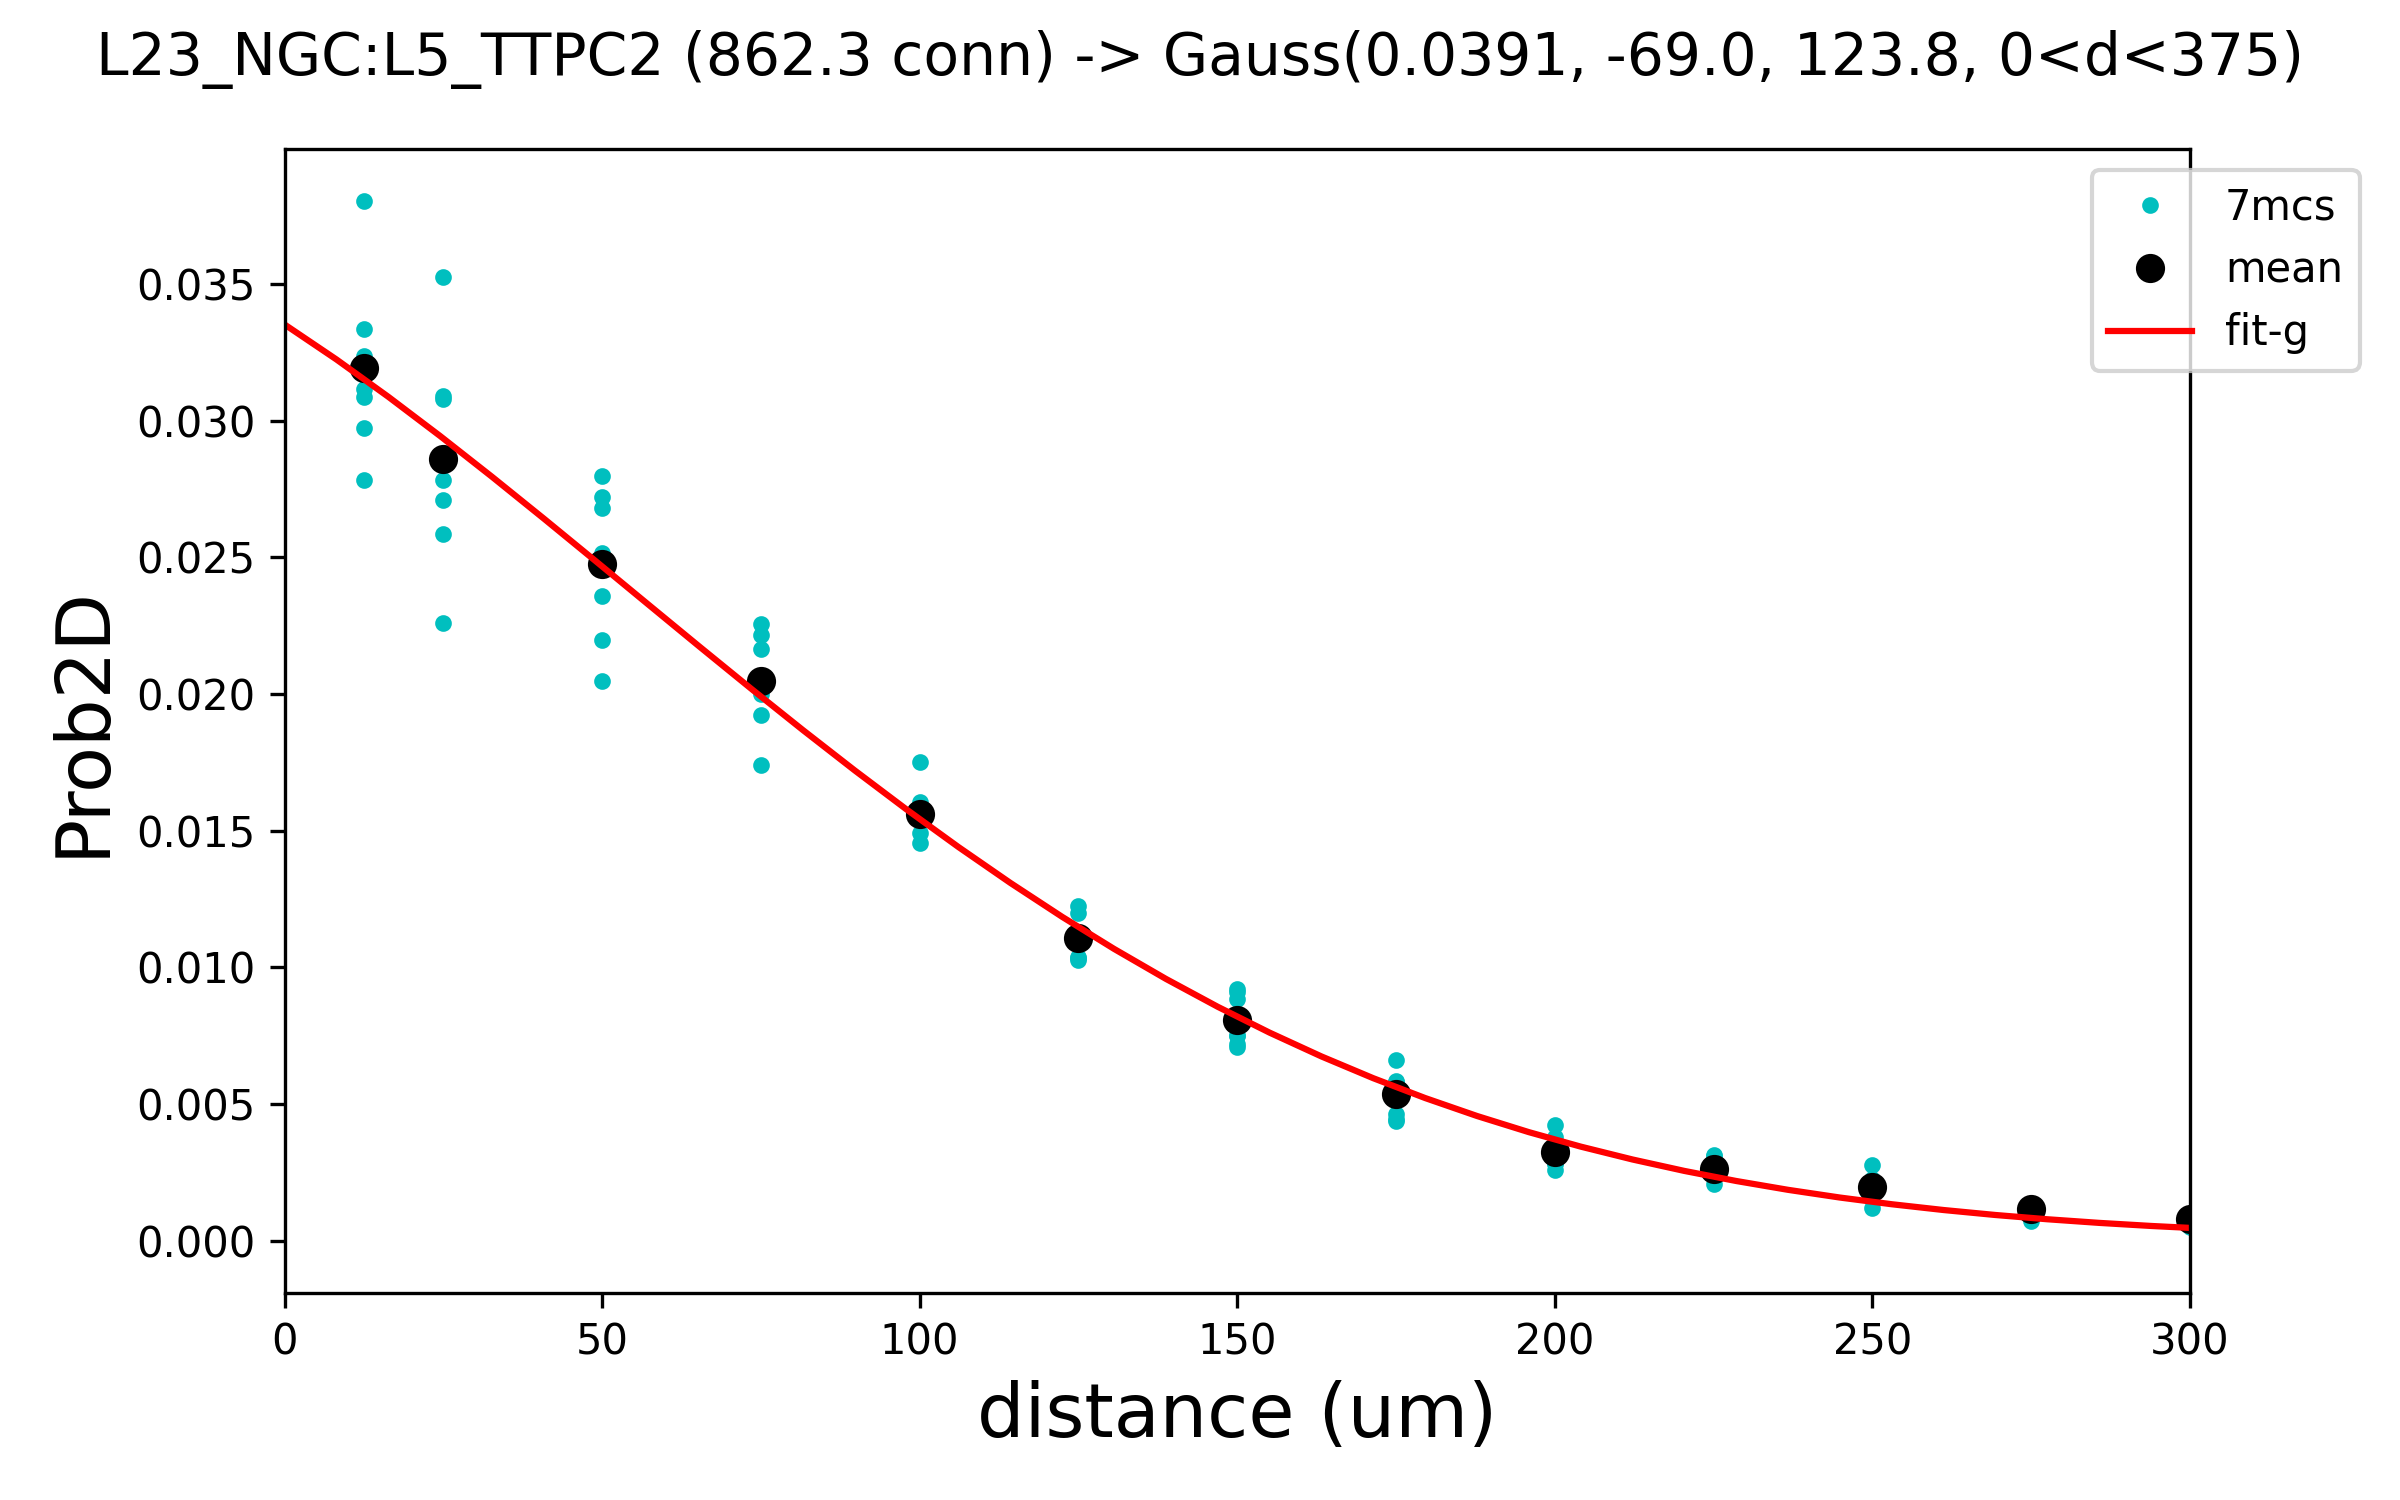 L23_NGC:L5_TTPC2 (862.3 conn) -> Gauss(0.0391, -69.0, 123.8, 0<d<375)
7mcs
mean
fit-g
0.035
0.030
0.025
0.020
0.015
0.010
0.005
0.000
Prob2D
0 50 100 150 200 250 300
distance (um)